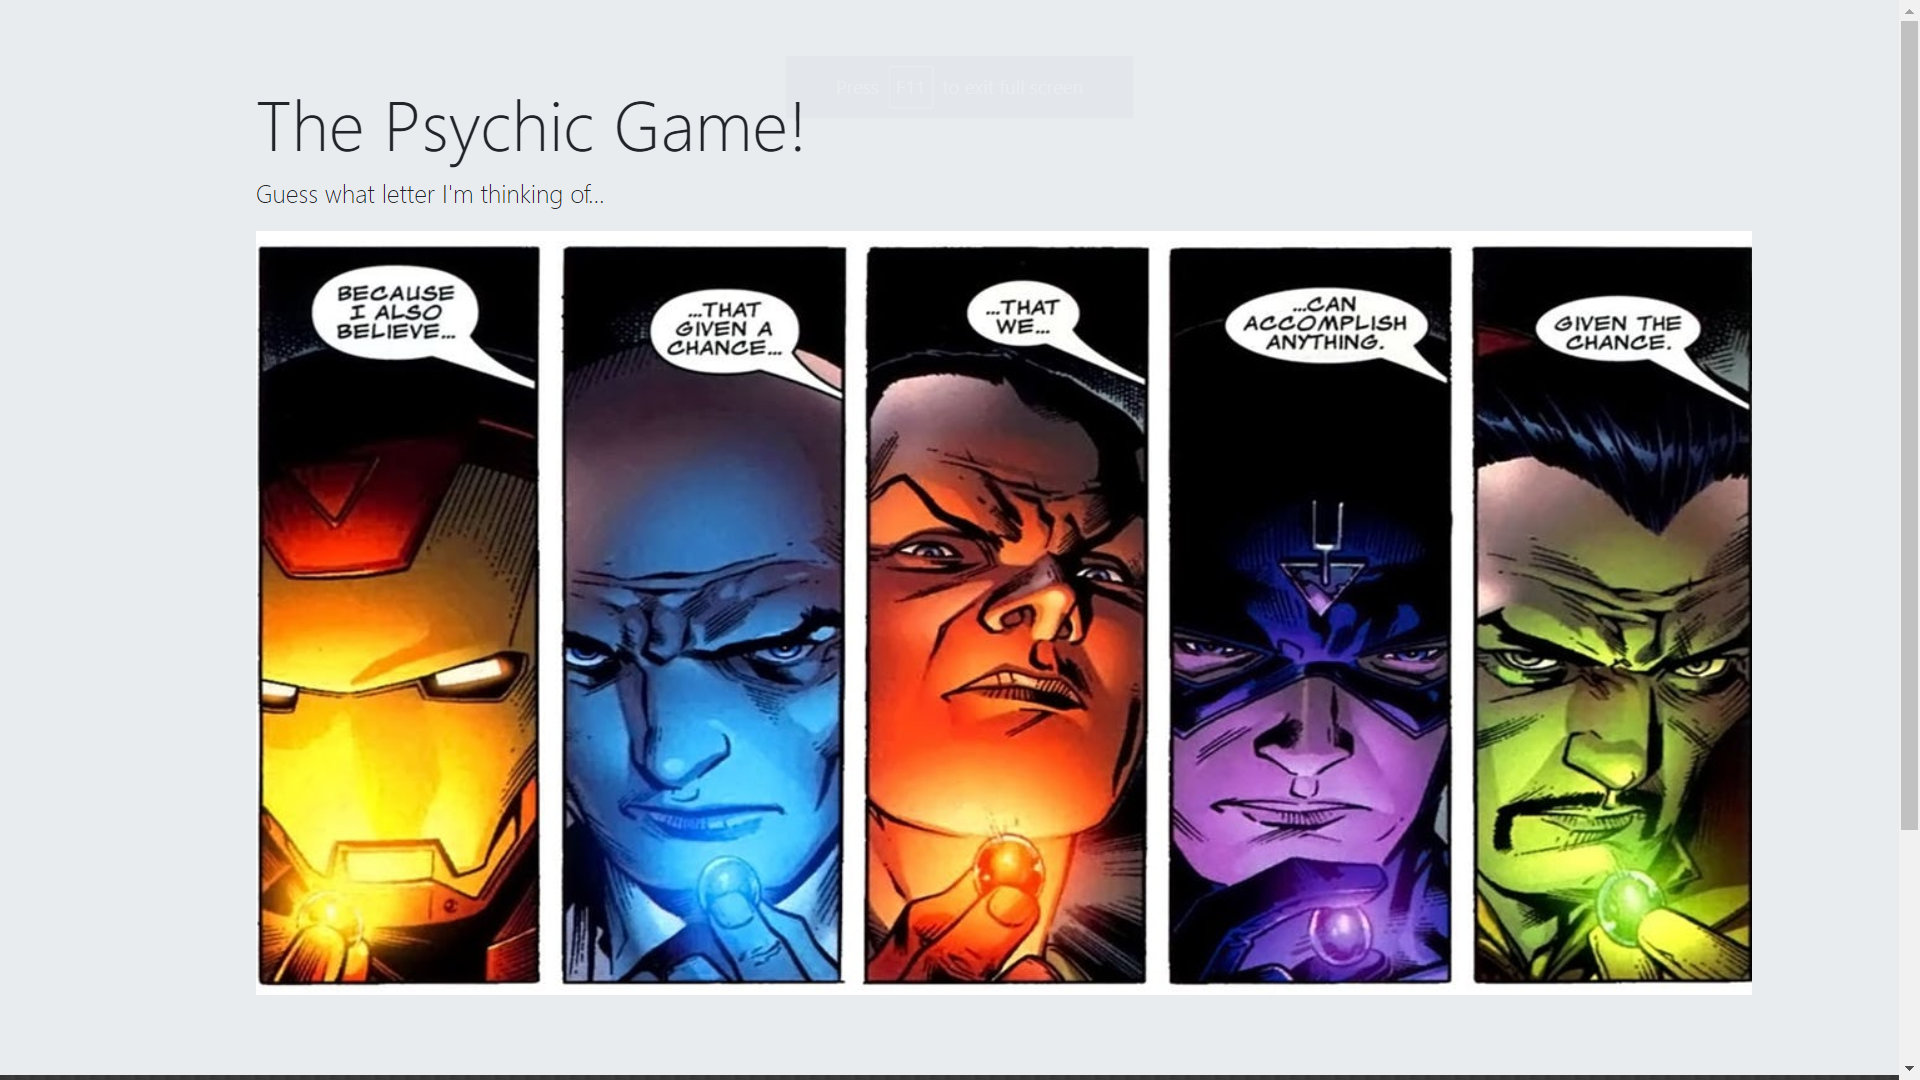 Press F11 to exit full screen
The Psychic Game!
Guess what letter I'm thinking of...
BECAUSE
I ALSO
BELIEVE...
...THAT
GIVEN A
CHANCE...
...THAT
WE...
...CAN
ACCOMPLISH
ANYTHING.
GIVEN THE
CHANCE.